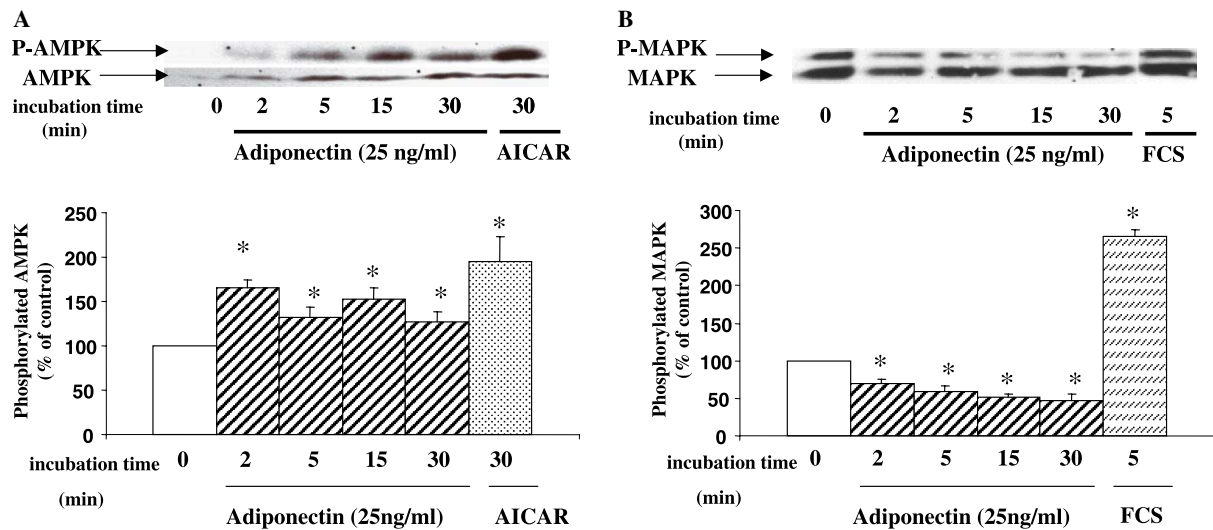 A
P-AMPK
AMPK
incubation time 0 2 5 15 30 30
(min)
Adiponectin (25 ng/ml) AICAR
Phosphorylated AMPK
(% of control)
250
200
150
100
50
0
* * * * *
incubation time 0 2 5 15 30 30
(min)
Adiponectin (25ng/ml) AICAR
B
P-MAPK
MAPK
incubation time 0 2 5 15 30 5
(min)
Adiponectin (25 ng/ml) FCS
Phosphorylated MAPK
(% of control)
300
250
200
150
100
50
0
* * * * *
incubation time 0 2 5 15 30 5
(min)
Adiponectin (25ng/ml) FCS